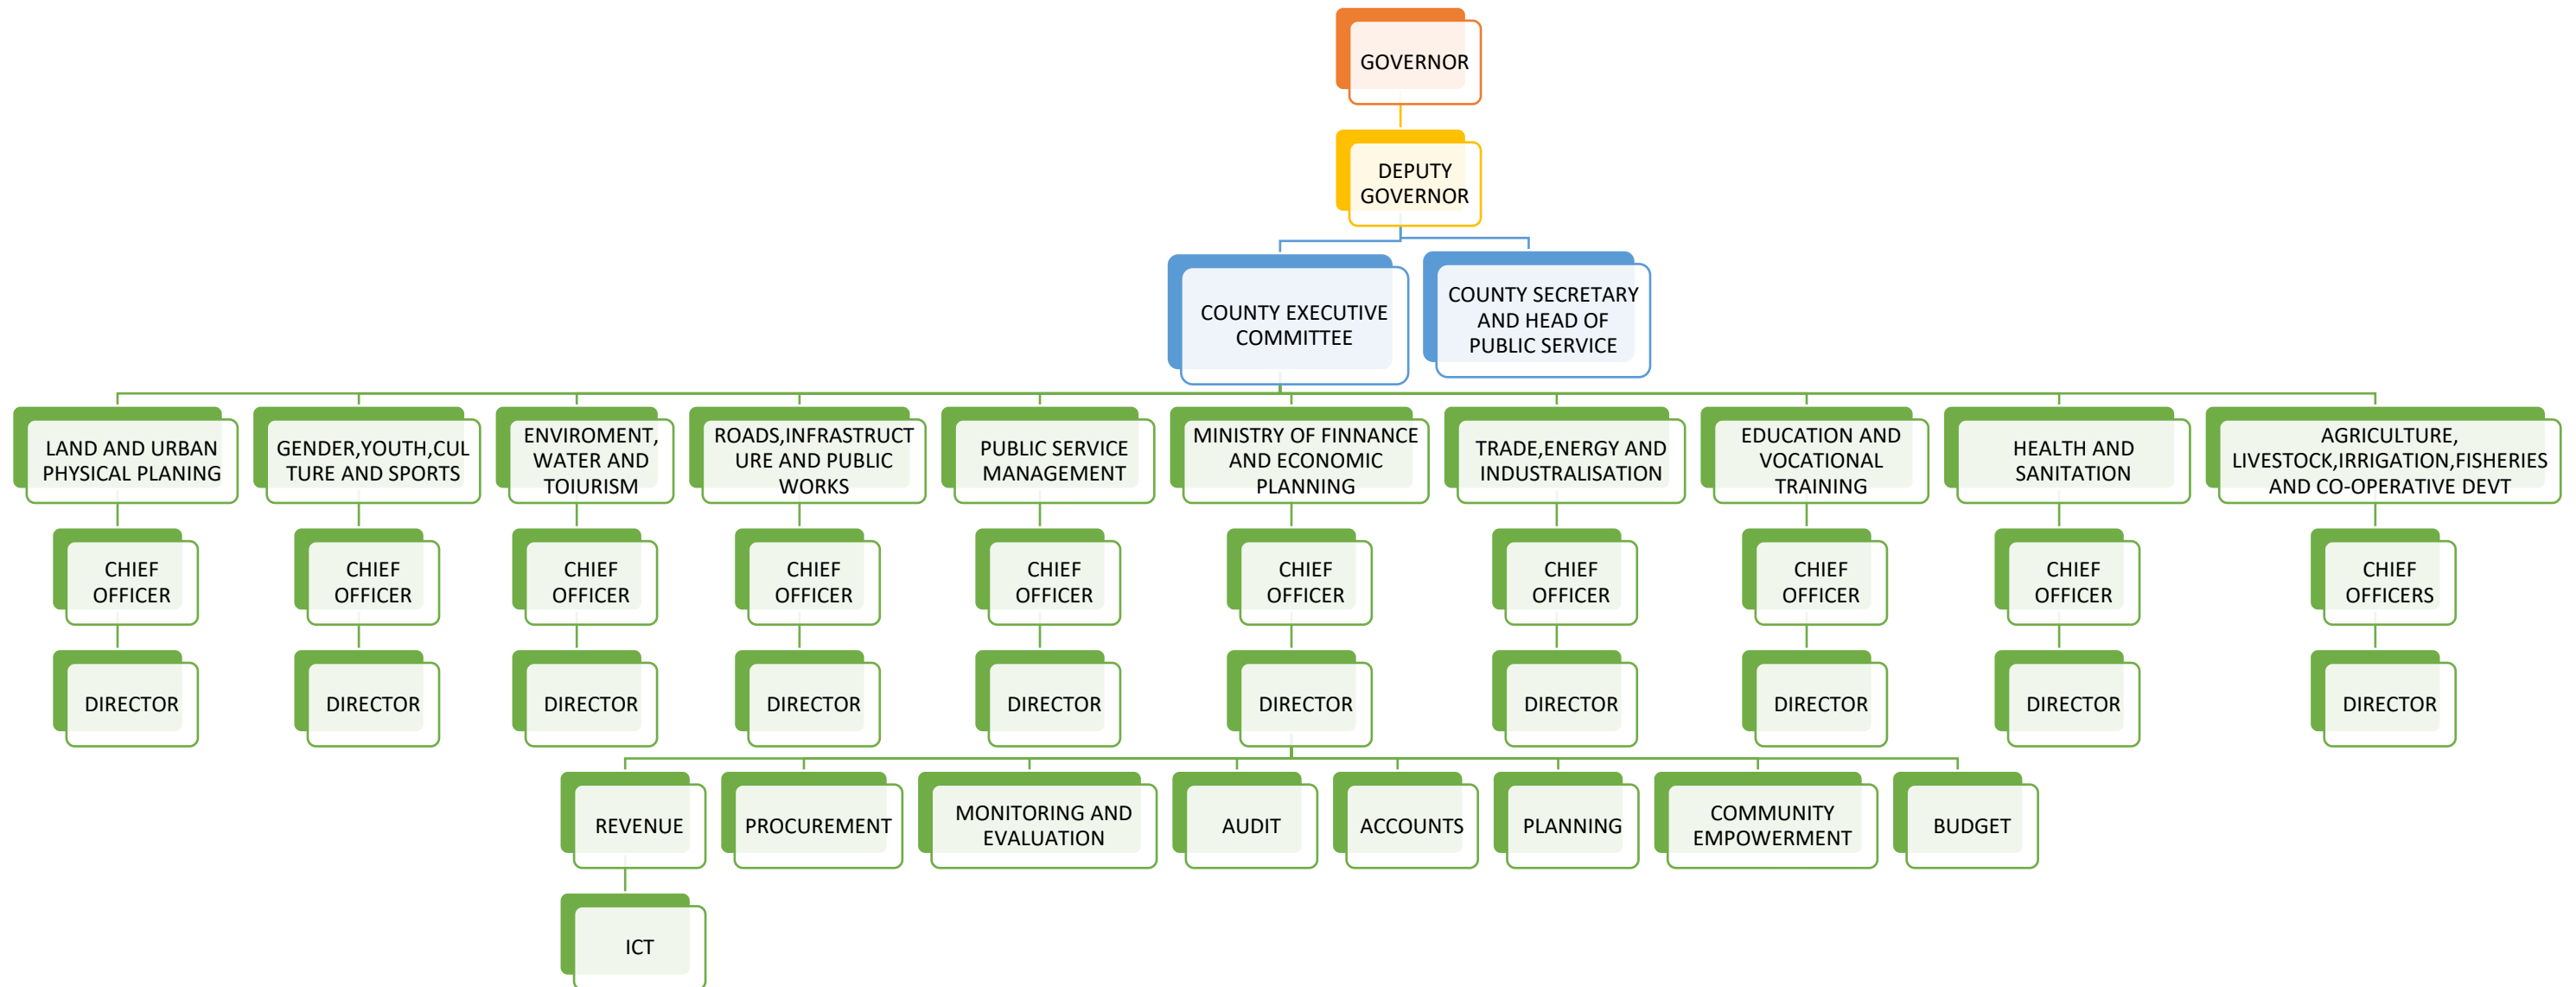 GOVERNOR
DEPUTY
GOVERNOR
COUNTY EXECUTIVE
COMMITTEE
COUNTY SECRETARY
AND HEAD OF
PUBLIC SERVICE
LAND AND URBAN
PHYSICAL PLANING
GENDER,YOUTH,CUL
TURE AND SPORTS
ENVIROMENT,
WATER AND
TOIURISM
ROADS,INFRASTRUCT
URE AND PUBLIC
WORKS
PUBLIC SERVICE
MANAGEMENT
MINISTRY OF FINNANCE
AND ECONOMIC
PLANNING
TRADE,ENERGY AND
INDUSTRALISATION
EDUCATION AND
VOCATIONAL
TRAINING
HEALTH AND
SANITATION
AGRICULTURE,
LIVESTOCK,IRRIGATION,FISHERIES
AND CO-OPERATIVE DEVT
CHIEF
OFFICER
CHIEF
OFFICER
CHIEF
OFFICER
CHIEF
OFFICER
CHIEF
OFFICER
CHIEF
OFFICER
CHIEF
OFFICER
CHIEF
OFFICER
CHIEF
OFFICER
CHIEF
OFFICERS
DIRECTOR
DIRECTOR
DIRECTOR
DIRECTOR
DIRECTOR
DIRECTOR
DIRECTOR
DIRECTOR
DIRECTOR
DIRECTOR
REVENUE
PROCUREMENT
MONITORING AND
EVALUATION
AUDIT
ACCOUNTS
PLANNING
COMMUNITY
EMPOWERMENT
BUDGET
ICT